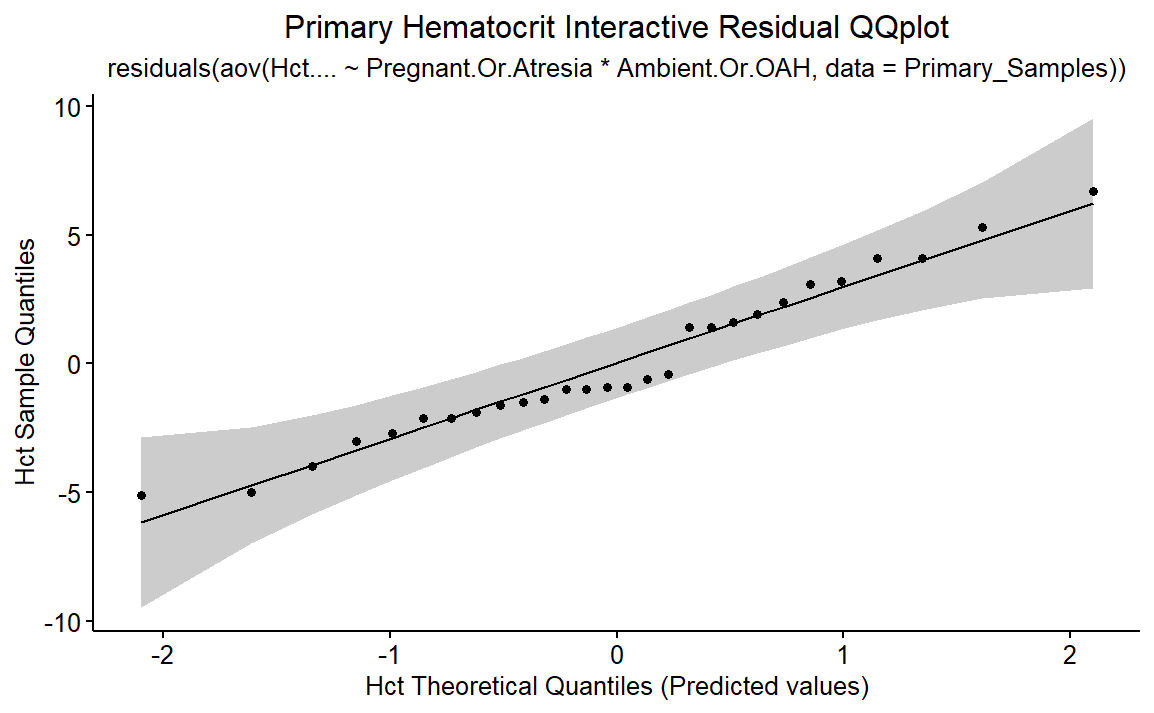 Primary Hematocrit Interactive Residual QQplot
residuals(aov(Hct.... ~ Pregnant.Or.Atresia * Ambient.Or.OAH, data = Primary_Samples))
10
5
0
-5
-10
Hct Sample Quantiles
-2 -1 0 1 2
Hct Theoretical Quantiles (Predicted values)